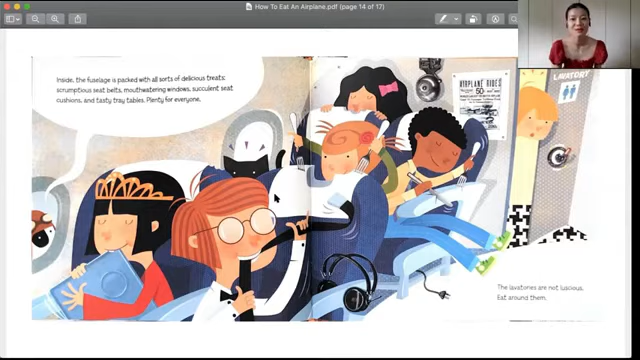 How To Eat An Airplane.pdf (page 14 of 17)
Inside, the fuselage is packed with all sorts of delicious treats:
scrumptious seat belts, mouthwatering windows, succulent seat
cushions, and tasty tray tables. Plenty for everyone.
AIRPLANE RIDES
50¢
LAVATORY
The lavatories are not luscious.
Eat around them.